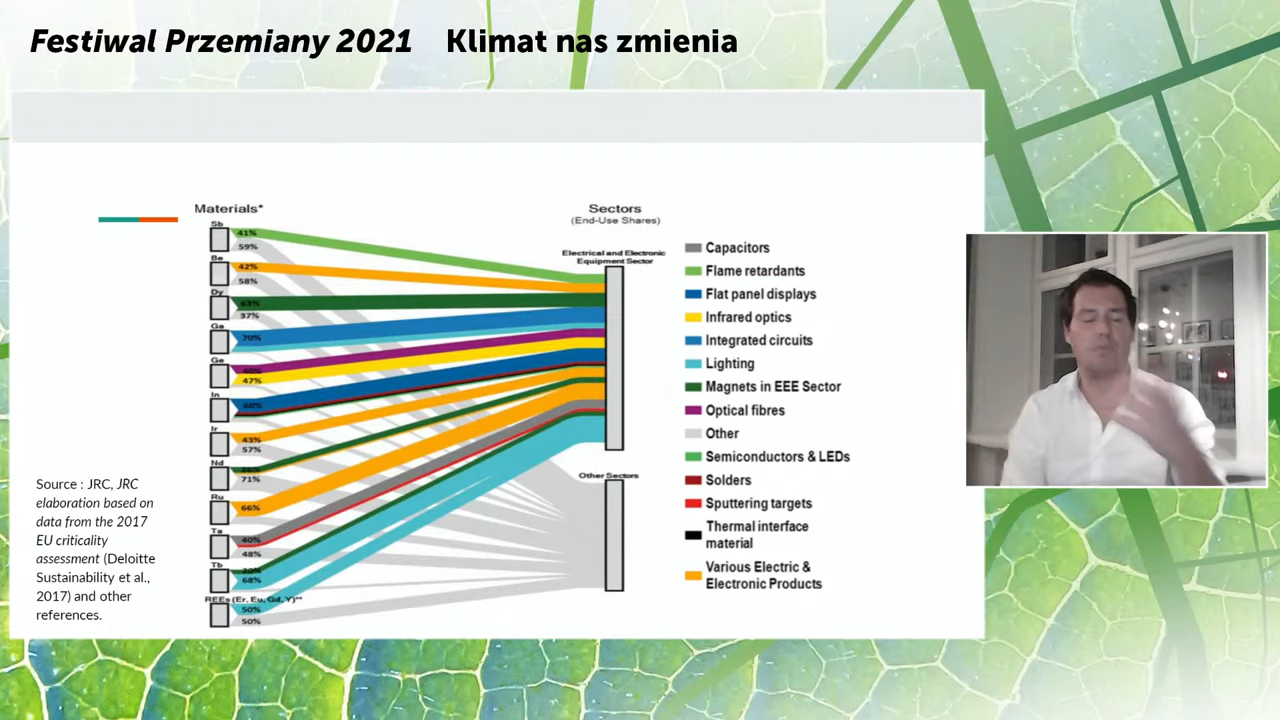 Festiwal Przemiany 2021 Klimat nas zmienia
Materials*
Sectors
(End-Use Shares)
Sb
41%
59%
Be
42%
58%
Dy
63%
37%
Ga
70%
Ge
47%
In
60%
Ir
43%
57%
Nd
71%
Ru
66%
Ta
40%
48%
Tb
20%
68%
REEs (Er, Eu, Gd, Y)**
50%
50%
Electrical and Electronic
Equipment Sector
Other Sectors
Capacitors
Flame retardants
Flat panel displays
Infrared optics
Integrated circuits
Lighting
Magnets in EEE Sector
Optical fibres
Other
Semiconductors & LEDs
Solders
Sputtering targets
Thermal interface
material
Various Electric &
Electronic Products
Source : JRC, JRC
elaboration based on
data from the 2017
EU criticality
assessment (Deloitte
Sustainability et al.,
2017) and other
references.